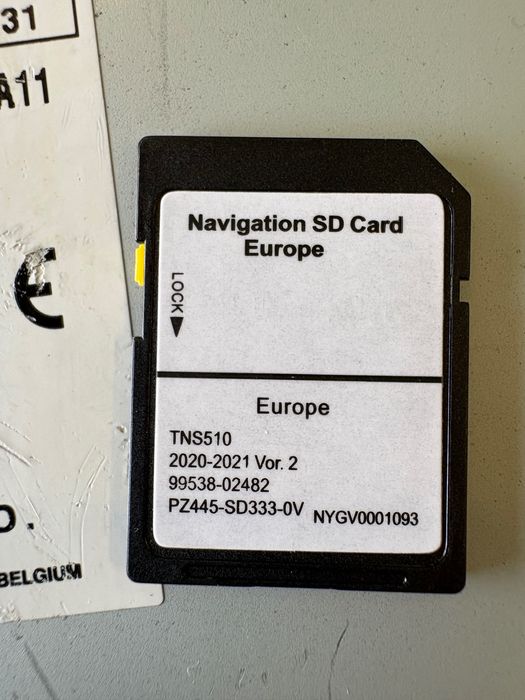 31
A11
CE
Navigation SD Card
Europe
LOCK
Europe
TNS510
2020-2021 Vor. 2
99538-02482
PZ445-SD333-0V NYGV0001093
O.
BELGIUM